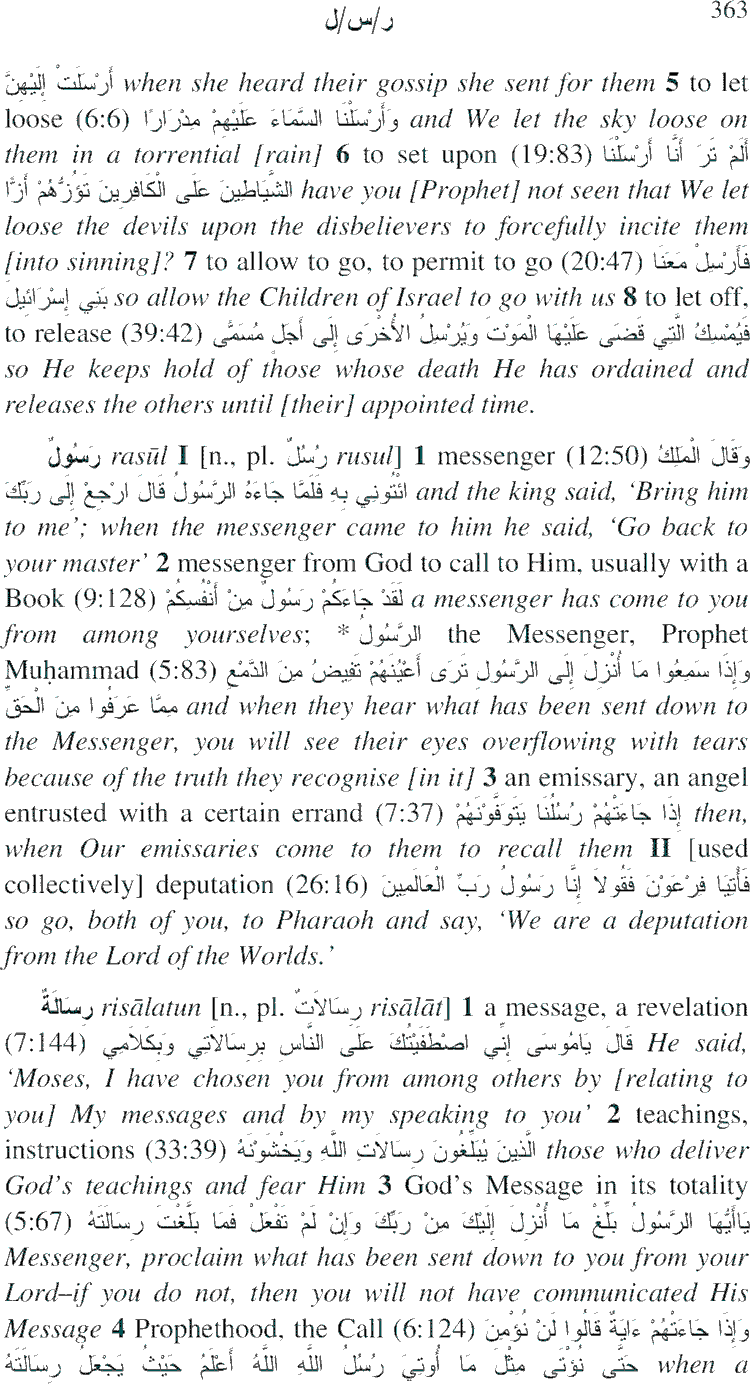 ر/س/ل 363
أَرْسَلَتْ إِلَيْهِنَّ when she heard their gossip she sent for them 5 to let
loose (6:6) وَأَرْسَلْنَا السَّمَاءَ عَلَيْهِمْ مِدْرَارًا and We let the sky loose on
them in a torrential [rain] 6 to set upon (19:83) أَلَمْ تَرَ أَنَّا أَرْسَلْنَا
الشَّيَاطِينَ عَلَى الْكَافِرِينَ تَؤُزُّهُمْ أَزًّا have you [Prophet] not seen that We let
loose the devils upon the disbelievers to forcefully incite them
[into sinning]? 7 to allow to go, to permit to go (20:47) فَأَرْسِلْ مَعَنَا
بَنِي إِسْرَائِيلَ so allow the Children of Israel to go with us 8 to let off,
to release (39:42) فَيُمْسِكُ الَّتِي قَضَى عَلَيْهَا الْمَوْتَ وَيُرْسِلُ الأُخْرَى إِلَى أَجَلٍ مُسَمًّى
so He keeps hold of those whose death He has ordained and
releases the others until [their] appointed time.
رَسُولٌ rasūl I [n., pl. رُسُلٌ rusul] 1 messenger (12:50) وَقَالَ الْمَلِكُ
ائْتُونِي بِهِ فَلَمَّا جَاءَهُ الرَّسُولُ قَالَ ارْجِعْ إِلَى رَبِّكَ and the king said, ‘Bring him
to me’; when the messenger came to him he said, ‘Go back to
your master’ 2 messenger from God to call to Him, usually with a
Book (9:128) لَقَدْ جَاءَكُمْ رَسُولٌ مِنْ أَنْفُسِكُمْ a messenger has come to you
from among yourselves; * الرَّسُولُ the Messenger, Prophet
Muḥammad (5:83) وَإِذَا سَمِعُوا مَا أُنْزِلَ إِلَى الرَّسُولِ تَرَى أَعْيُنَهُمْ تَفِيضُ مِنَ الدَّمْعِ
مِمَّا عَرَفُوا مِنَ الْحَقِّ and when they hear what has been sent down to
the Messenger, you will see their eyes overflowing with tears
because of the truth they recognise [in it] 3 an emissary, an angel
entrusted with a certain errand (7:37) إِذَا جَاءَتْهُمْ رُسُلُنَا يَتَوَفَّوْنَهُمْ then,
when Our emissaries come to them to recall them II [used
collectively] deputation (26:16) فَأْتِيَا فِرْعَوْنَ فَقُولاَ إِنَّا رَسُولُ رَبِّ الْعَالَمِينَ
so go, both of you, to Pharaoh and say, ‘We are a deputation
from the Lord of the Worlds.’
رِسَالَةٌ risālatun [n., pl. رِسَالاَتٌ risālāt] 1 a message, a revelation
(7:144) قَالَ يَامُوسَى إِنِّي اصْطَفَيْتُكَ عَلَى النَّاسِ بِرِسَالاَتِي وَبِكَلاَمِي He said,
‘Moses, I have chosen you from among others by [relating to
you] My messages and by my speaking to you’ 2 teachings,
instructions (33:39) الَّذِينَ يُبَلِّغُونَ رِسَالاَتِ اللَّهِ وَيَخْشَوْنَهُ those who deliver
God’s teachings and fear Him 3 God’s Message in its totality
(5:67) يَاأَيُّهَا الرَّسُولُ بَلِّغْ مَا أُنْزِلَ إِلَيْكَ مِنْ رَبِّكَ وَإِنْ لَمْ تَفْعَلْ فَمَا بَلَّغْتَ رِسَالَتَهُ
Messenger, proclaim what has been sent down to you from your
Lord–if you do not, then you will not have communicated His
Message 4 Prophethood, the Call (6:124) وَإِذَا جَاءَتْهُمْ ءَايَةٌ قَالُوا لَنْ نُؤْمِنَ
حَتَّى نُؤْتَى مِثْلَ مَا أُوتِيَ رُسُلُ اللَّهِ اللَّهُ أَعْلَمُ حَيْثُ يَجْعَلُ رِسَالَتَهُ when a